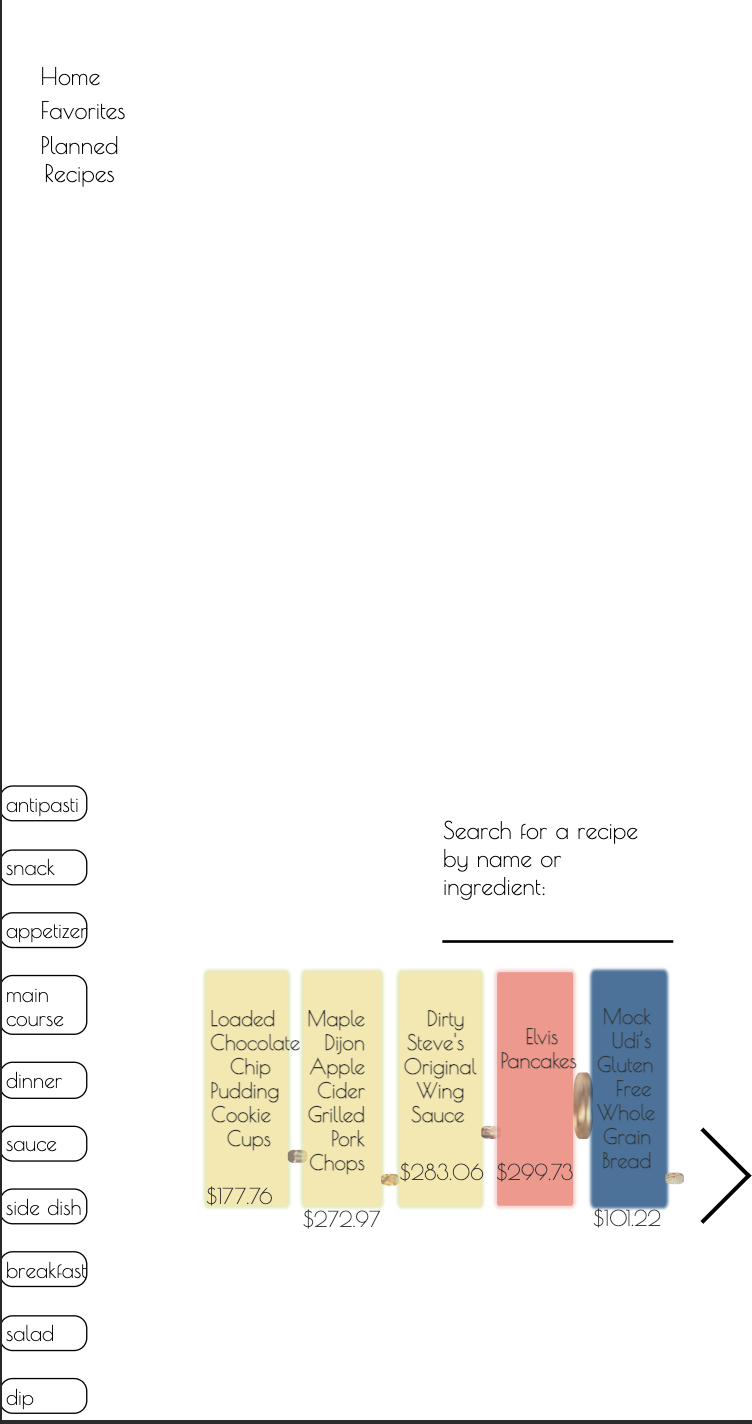 Home
Favorites
Planned
Recipes
antipasti
snack
appetizer
main
course
dinner
sauce
side dish
breakfast
salad
dip
Search for a recipe
by name or
ingredient:
Loaded
Chocolate
Chip
Pudding
Cookie
Cups
$177.76
Maple
Dijon
Apple
Cider
Grilled
Pork
Chops
$272.97
Dirty
Steve's
Original
Wing
Sauce
$283.06
Elvis
Pancakes
$299.73
Mock
Udi’s
Gluten
Free
Whole
Grain
Bread
$101.22